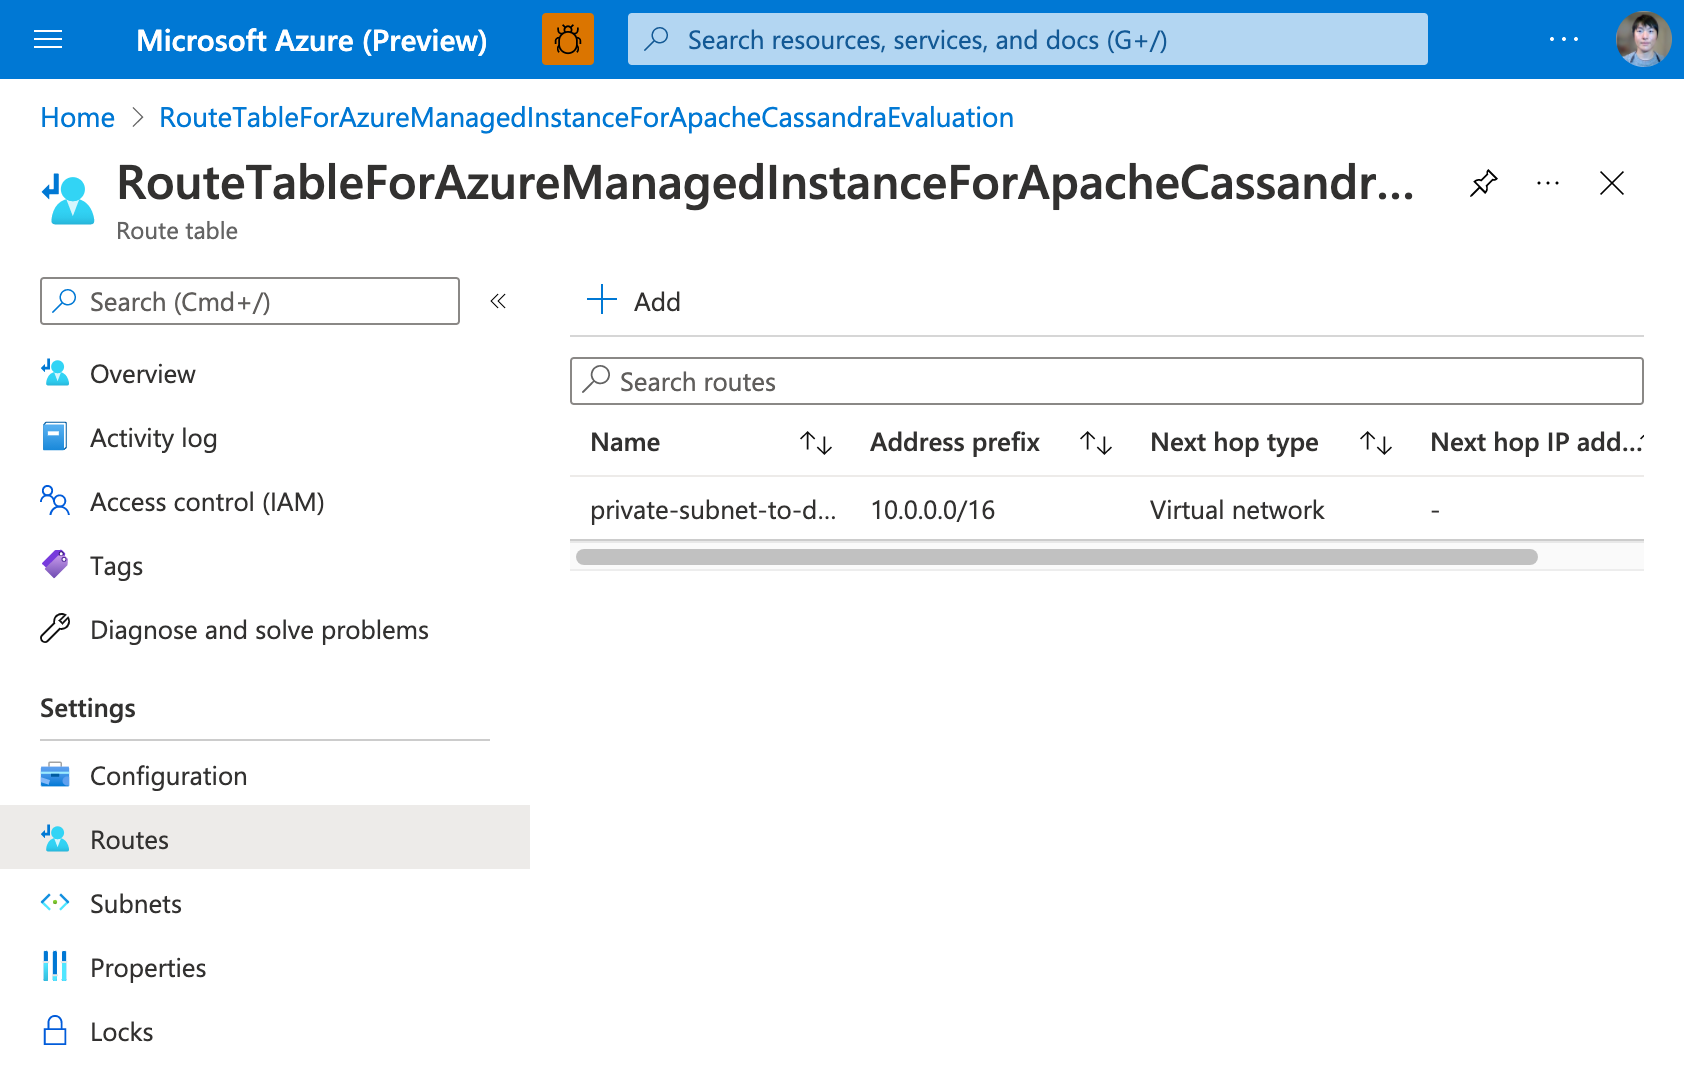 Microsoft Azure (Preview)
Search resources, services, and docs (G+/)
Home > RouteTableForAzureManagedInstanceForApacheCassandraEvaluation
RouteTableForAzureManagedInstanceForApacheCassandr...
Route table
Search (Cmd+/)
«
Add
Overview
Activity log
Access control (IAM)
Tags
Diagnose and solve problems
Settings
Configuration
Routes
Subnets
Properties
Locks
Search routes
Name Address prefix Next hop type Next hop IP add...
private-subnet-to-d... 10.0.0.0/16 Virtual network -